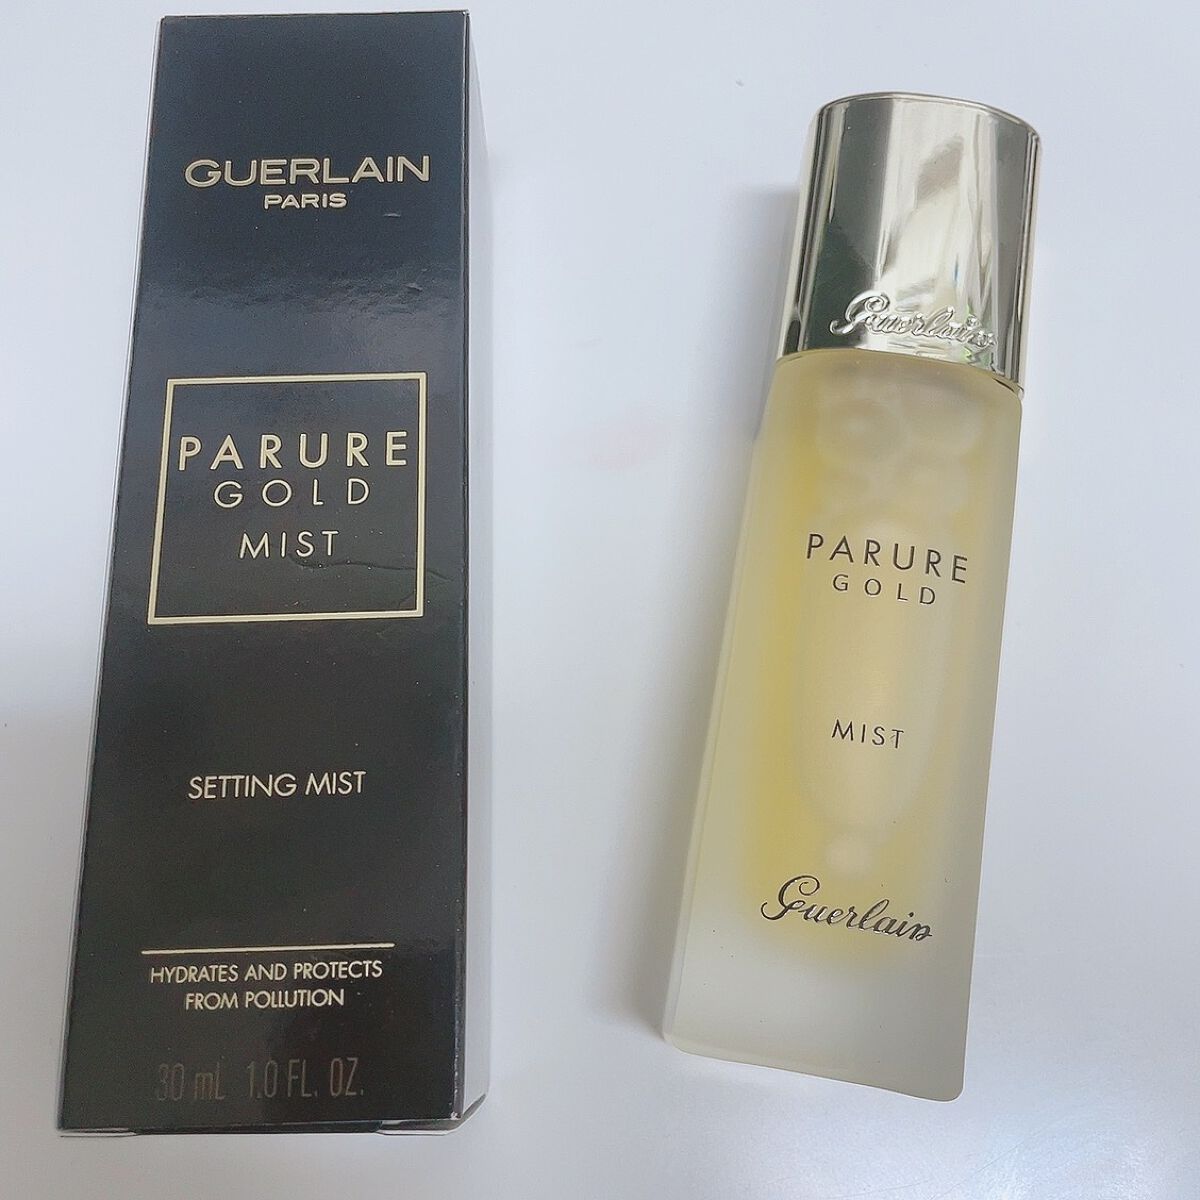 GUERLAIN
PARIS
PARURE
GOLD
MIST
SETTING MIST
HYDRATES AND PROTECTS
FROM POLLUTION
30 mL 1.0 FL. OZ.
Guerlain
PARURE
GOLD
MIST
Guerlain